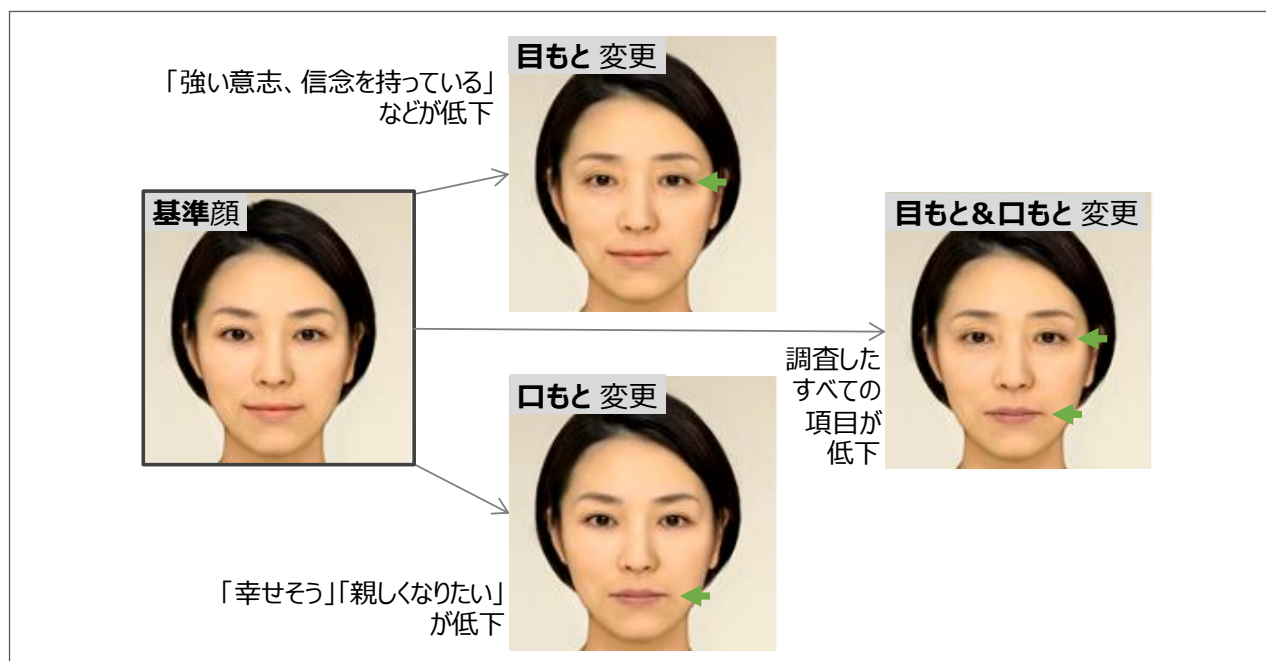 目もと 変更
「強い意志、信念を持っている」
などが低下
基準顔
目もと&口もと 変更
調査した
すべての
項目が
低下
口もと 変更
「幸せそう」「親しくなりたい」
が低下